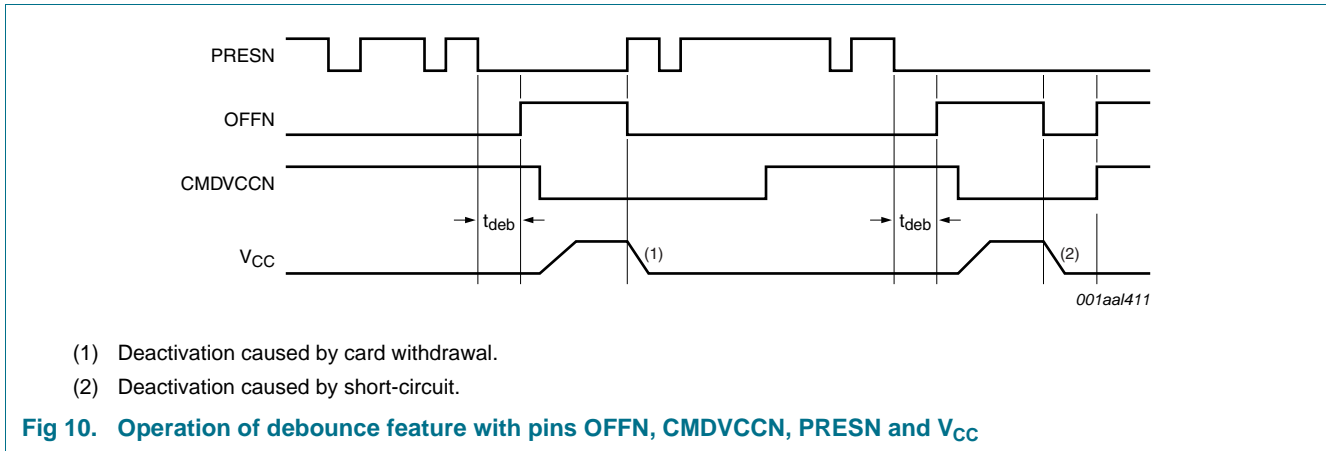 PRESN
OFFN
CMDVCCN
tdeb
tdeb
VCC
(1)
(2)
001aal411
(1) Deactivation caused by card withdrawal.
(2) Deactivation caused by short-circuit.
Fig 10. Operation of debounce feature with pins OFFN, CMDVCCN, PRESN and VCC